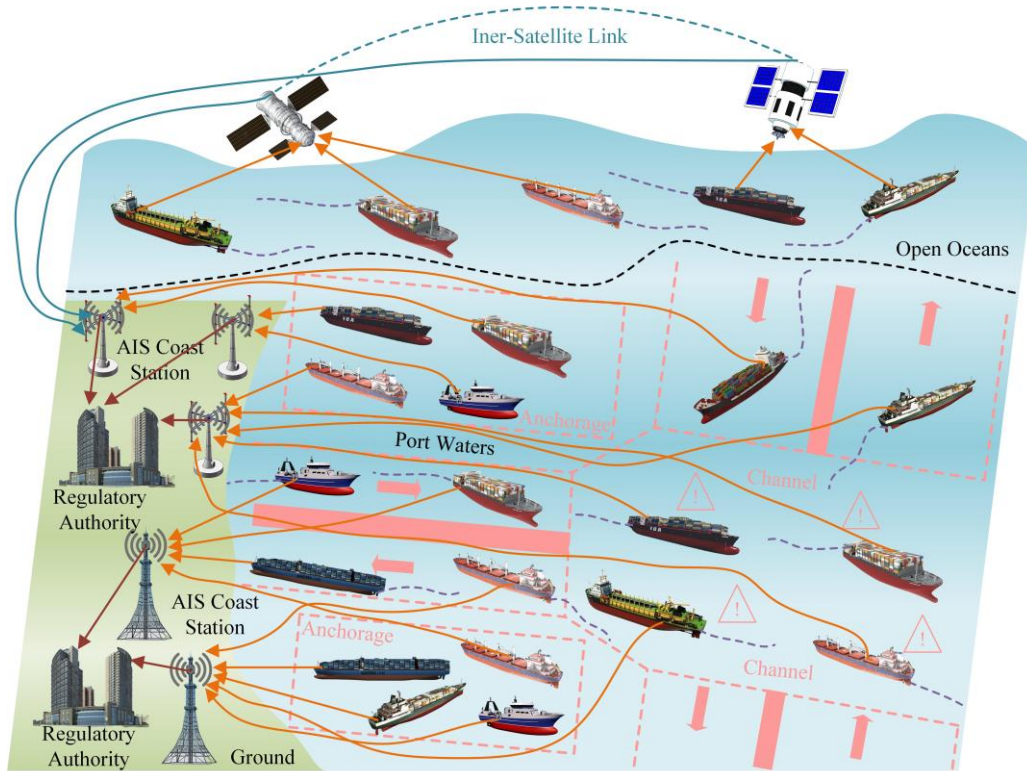 Iner-Satellite Link
Open Oceans
AIS Coast
Station
Anchorage
Port Waters
Channel
Regulatory
Authority
AIS Coast
Station
Anchorage
Channel
Regulatory
Authority
Ground